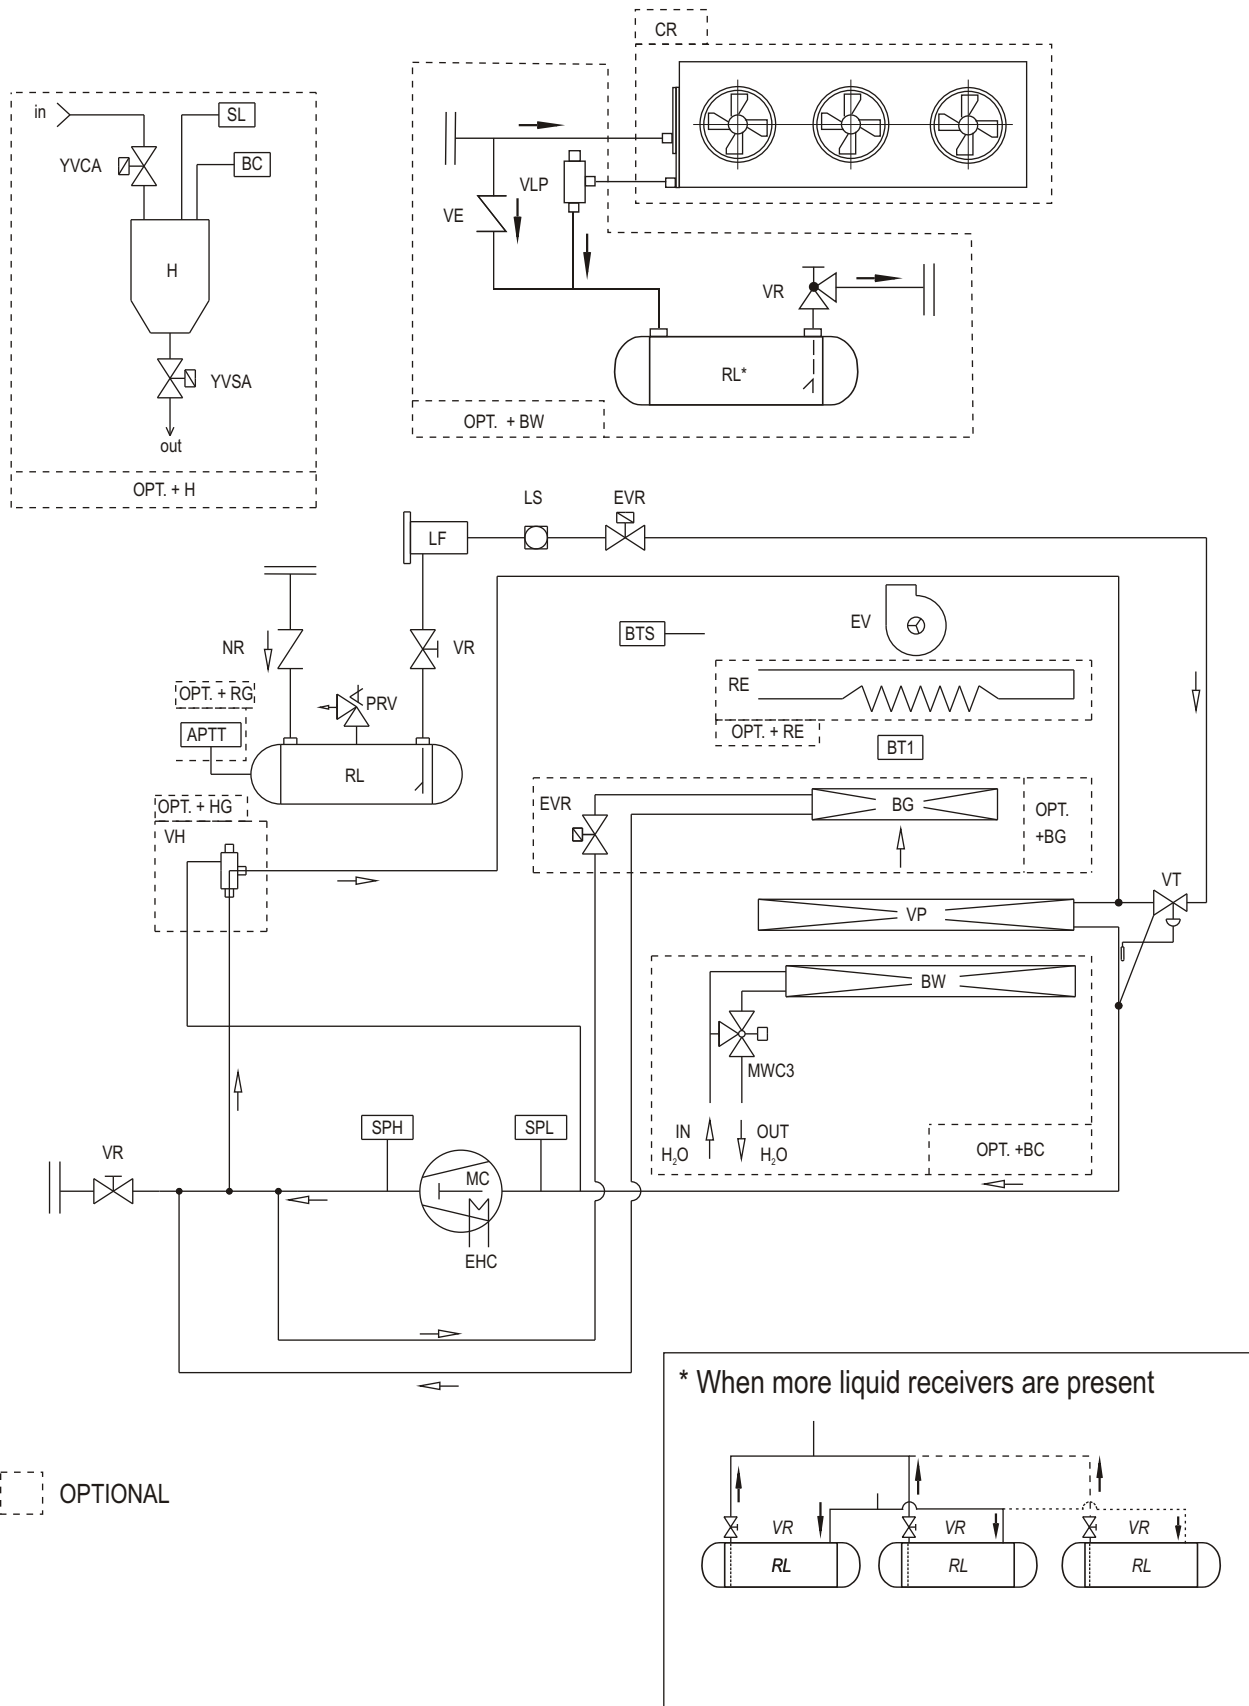 CR
in
SL
YVCA
BC
VLP
VE
H
VR
RL*
YVSA
OPT. + BW
out
OPT. + H
LS
EVR
LF
EV
BTS
NR
VR
RE
OPT. + RG
PRV
APTT
OPT. + RE
BT1
RL
OPT. + HG
EVR
BG
OPT.
+BG
VH
VT
VP
BW
MWC3
SPH
SPL
IN
H2O
OUT
H2O
OPT. +BC
VR
MC
EHC
* When more liquid receivers are present
OPTIONAL
VR
VR
VR
RL
RL
RL